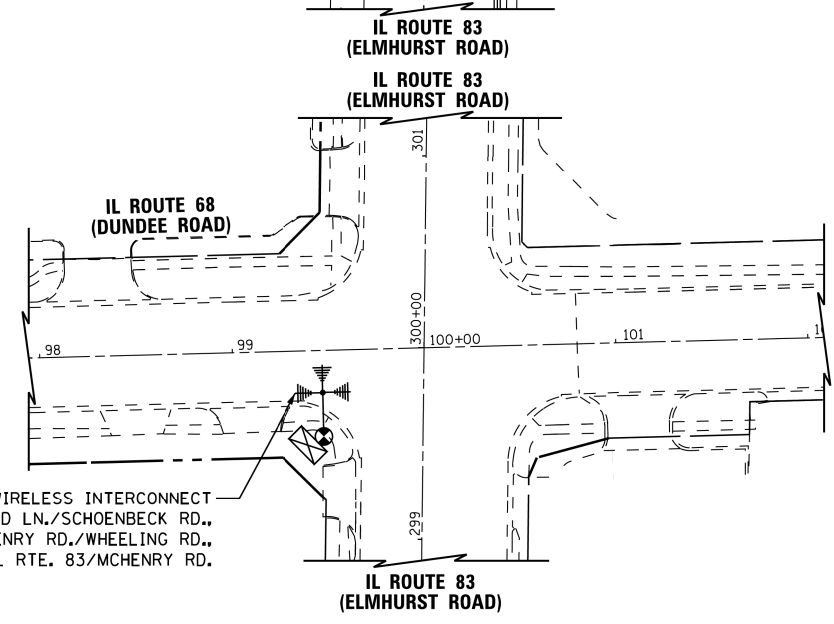 IL ROUTE 83
(ELMHURST ROAD)
IL ROUTE 83
(ELMHURST ROAD)
301
IL ROUTE 68
(DUNDEE ROAD)
98
99
300+00
100+00
101
299
WIRELESS INTERCONNECT
D LN./SCHOENBECK RD.,
ENRY RD./WHEELING RD.,
RTE. 83/MCHENRY RD.
IL ROUTE 83
(ELMHURST ROAD)